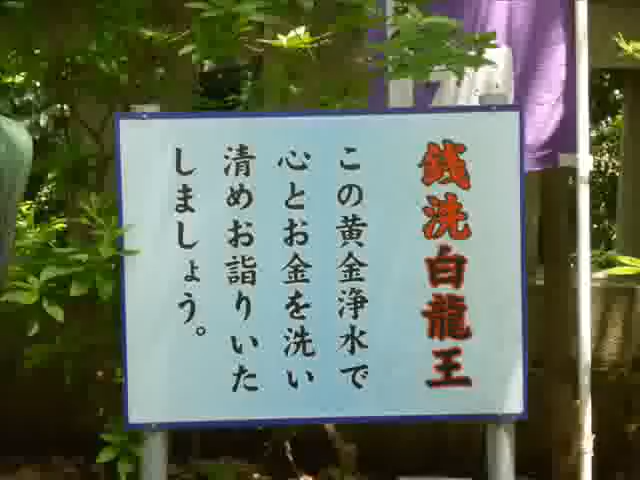 銭洗白龍王
この黄金浄水で
心とお金を洗い
清めお詣りいた
しましょう。